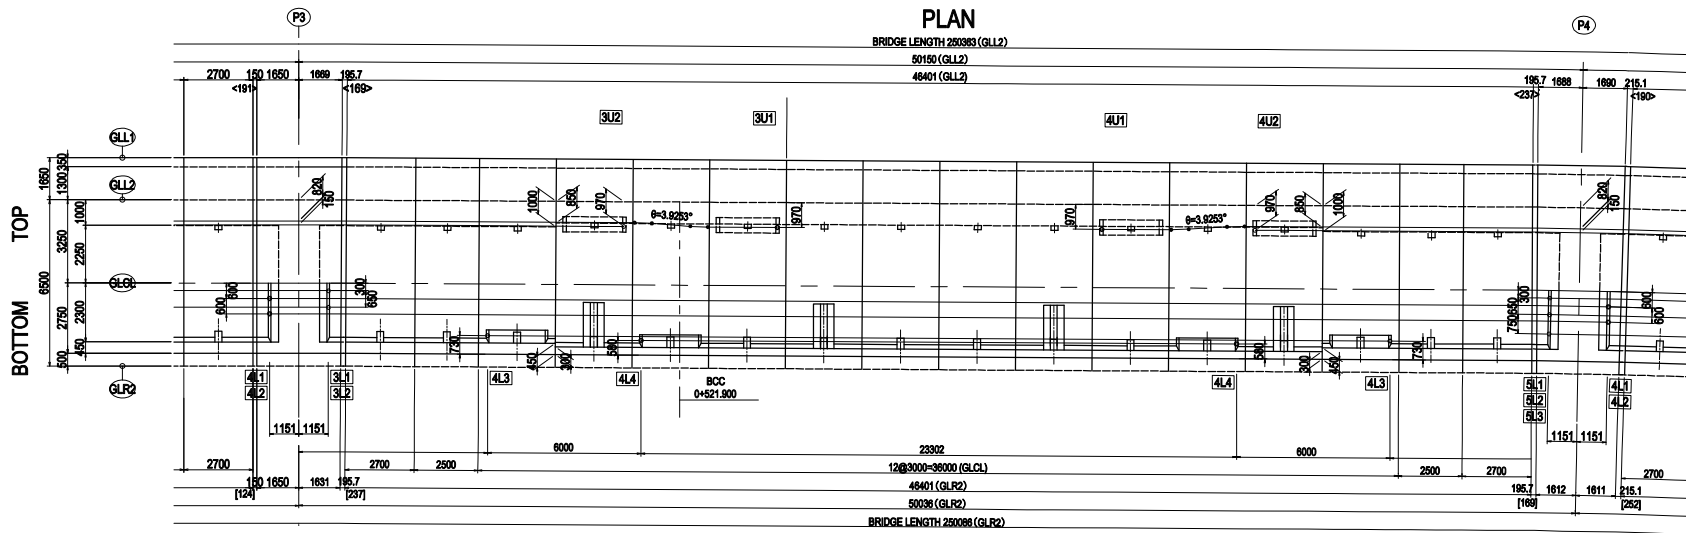 PLAN
P3
P4
BRIDGE LENGTH 250363 (GLL2)
50150 (GLL2)
2700 150 1650 1669 195.7 46401 (GLL2) 195.7 1688 1690 215.1
<191> <169> <237> <190>
3U2 3U1 4U1 4U2
GLL1
GLL2
GLCL
GLR2
TOP
BOTTOM
1650 350 1300
1000
3250 2250
6500
2750 2300
450
500
820 150
1000 850 970
θ=3.9253°
970
970
θ=3.9253°
970 850 1000
820 150
600 600
300 650
300
750 650
600 600
730
450 300
580
580
300 450
730
4L1 3L1 4L3 4L4 4L4 4L3 5L1 4L1
4L2 3L2 5L2 4L2
5L3
BCC
0+521.900
1151 1151
1151 1151
6000 23302 6000
2700 2700 2500 12@3000=36000 (GLCL) 2500 2700 2700
150 1650 1631 195.7 46401 (GLR2) 195.7 1612 1611 215.1
[124] [237] [169] [252]
50036 (GLR2)
BRIDGE LENGTH 250086 (GLR2)